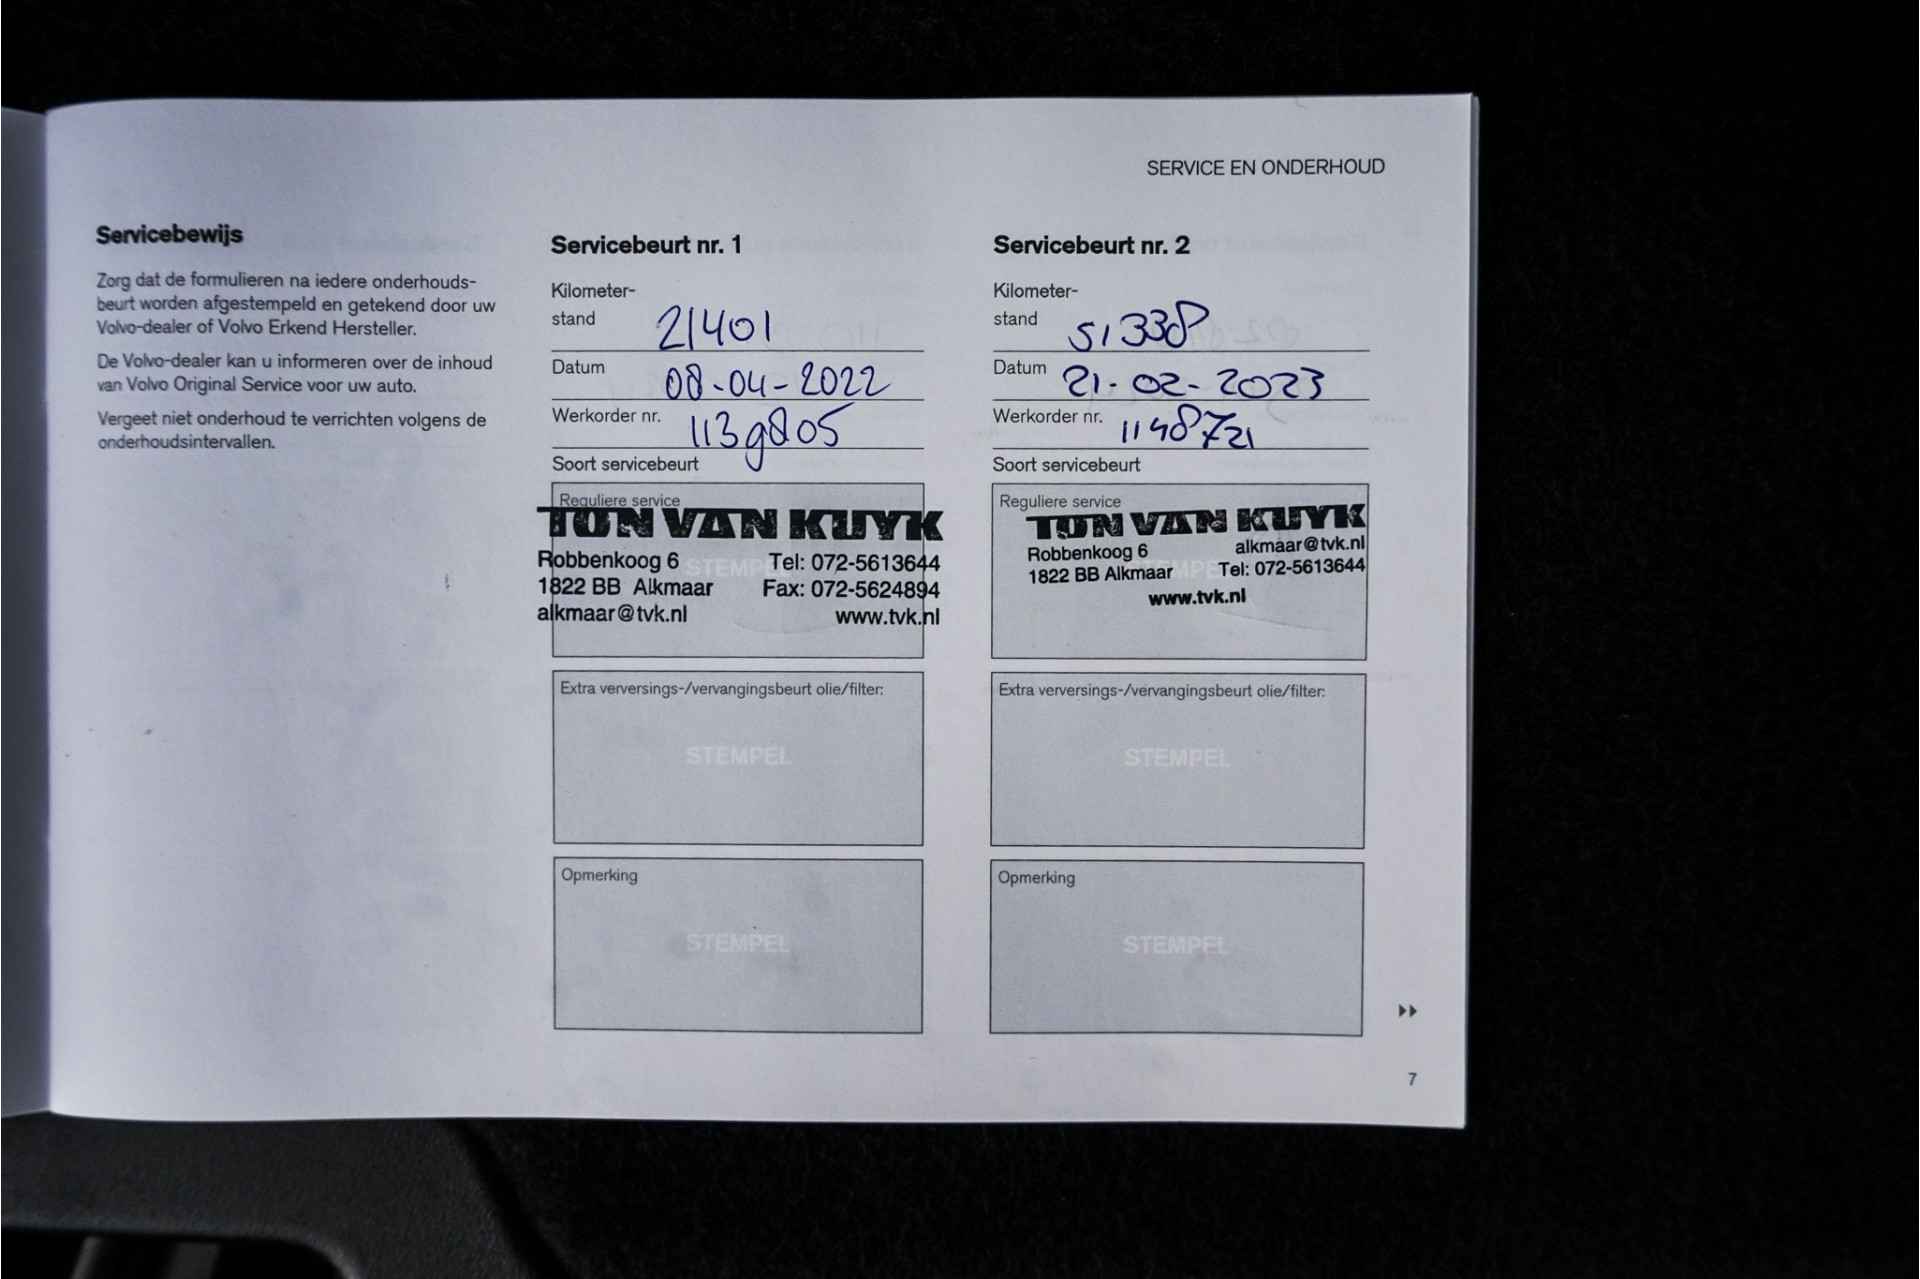 SERVICE EN ONDERHOUD
Servicebewijs
Zorg dat de formulieren na iedere onderhouds-
beurt worden afgestempeld en getekend door uw
Volvo-dealer of Volvo Erkend Hersteller.
De Volvo-dealer kan u informeren over de inhoud
van Volvo Original Service voor uw auto.
Vergeet niet onderhoud te verrichten volgens de
onderhoudsintervallen.
Servicebeurt nr. 1
Kilometer-
stand 21401
Datum 08-04-2022
Werkorder nr. 1139805
Soort servicebeurt
Reguliere service
STEMPEL
TON VAN KUYK
Robbenkoog 6 Tel: 072-5613644
1822 BB Alkmaar Fax: 072-5624894
alkmaar@tvk.nl www.tvk.nl
Extra verversings-/vervangingsbeurt olie/filter:
STEMPEL
Opmerking
STEMPEL
Servicebeurt nr. 2
Kilometer-
stand 51338
Datum 21-02-2023
Werkorder nr. 1148721
Soort servicebeurt
Reguliere service
TON VAN KUYK
Robbenkoog 6 alkmaar@tvk.nl
1822 BB Alkmaar Tel: 072-5613644
www.tvk.nl
Extra verversings-/vervangingsbeurt olie/filter:
STEMPEL
Opmerking
STEMPEL
7